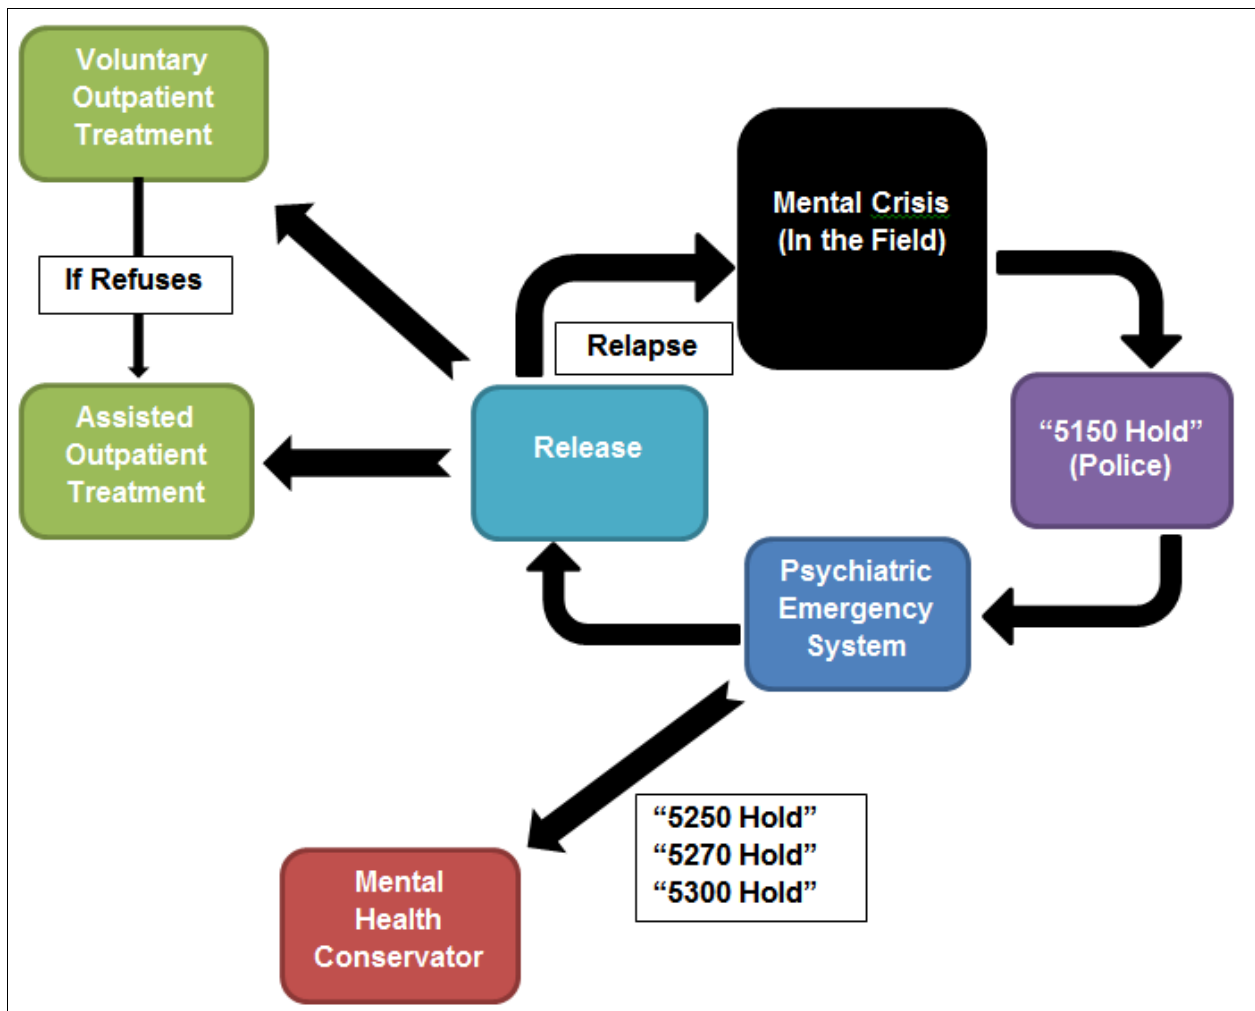 Voluntary
Outpatient
Treatment
If Refuses
Assisted
Outpatient
Treatment
Release
Relapse
Mental Crisis
(In the Field)
“5150 Hold”
(Police)
Psychiatric
Emergency
System
“5250 Hold”
“5270 Hold”
“5300 Hold”
Mental
Health
Conservator